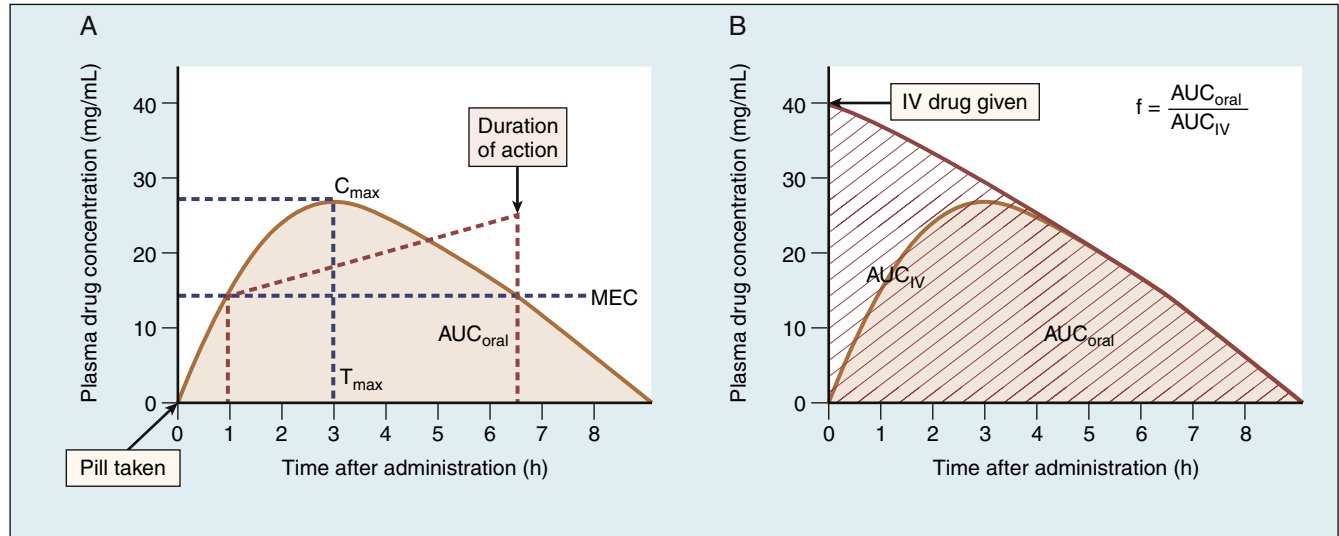 A
Plasma drug concentration (mg/mL)
40
30
20
10
0
Duration
of action
Cmax
MEC
AUCoral
Tmax
0 1 2 3 4 5 6 7 8
Pill taken
Time after administration (h)
B
Plasma drug concentration (mg/mL)
40
30
20
10
0
IV drug given
f = AUCoral
AUCIV
AUCIV
AUCoral
0 1 2 3 4 5 6 7 8
Time after administration (h)